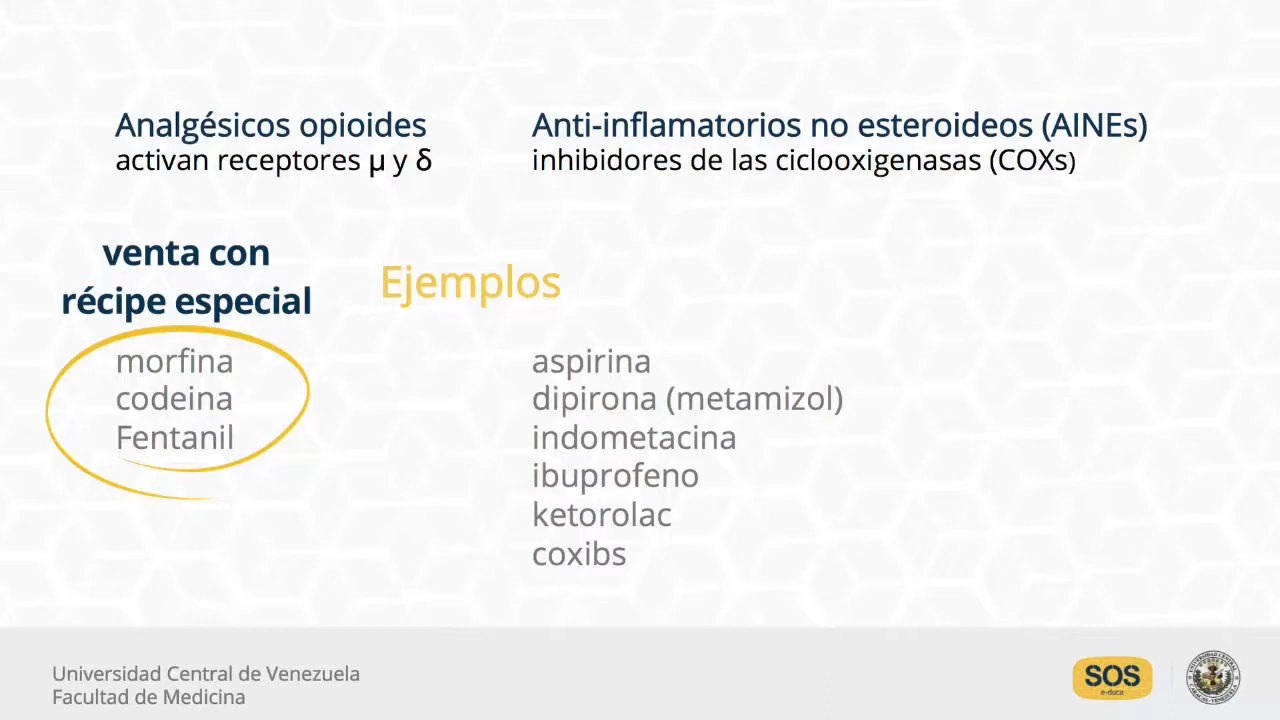 Analgésicos opioides
activan receptores μ y δ
Anti-inflamatorios no esteroideos (AINEs)
inhibidores de las ciclooxigenasas (COXs)
venta con
récipe especial
Ejemplos
morfina
codeina
Fentanil
aspirina
dipirona (metamizol)
indometacina
ibuprofeno
ketorolac
coxibs
Universidad Central de Venezuela
Facultad de Medicina
SOS
e-duca